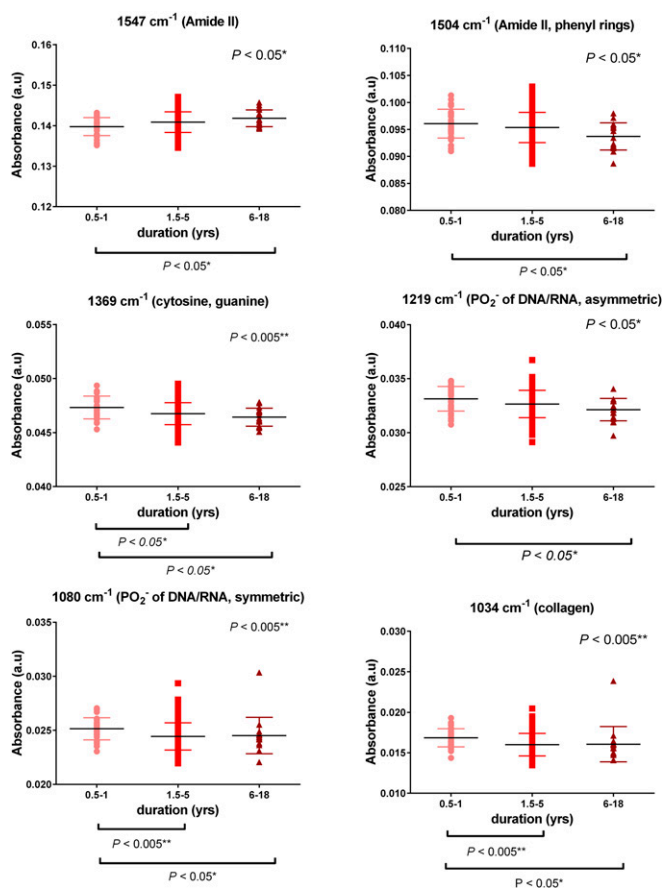 1547 cm⁻¹ (Amide II)
P < 0.05*
Absorbance (a.u)
0.16
0.14
0.12
0.5-1
1.5-5
6-18
duration (yrs)
P < 0.05*
1504 cm⁻¹ (Amide II, phenyl rings)
P < 0.05*
Absorbance (a.u)
0.110
0.100
0.095
0.090
0.080
0.5-1
1.5-5
6-18
duration (yrs)
P < 0.05*
1369 cm⁻¹ (cytosine, guanine)
P < 0.005**
Absorbance (a.u)
0.055
0.050
0.045
0.040
0.5-1
1.5-5
6-18
duration (yrs)
P < 0.05*
P < 0.05*
1219 cm⁻¹ (PO₂⁻ of DNA/RNA, asymmetric)
P < 0.05*
Absorbance (a.u)
0.040
0.035
0.030
0.025
0.5-1
1.5-5
6-18
duration (yrs)
P < 0.05*
1080 cm⁻¹ (PO₂⁻ of DNA/RNA, symmetric)
P < 0.005**
Absorbance (a.u)
0.035
0.030
0.025
0.020
0.5-1
1.5-5
6-18
duration (yrs)
P < 0.005**
P < 0.05*
1034 cm⁻¹ (collagen)
P < 0.005**
Absorbance (a.u)
0.030
0.025
0.020
0.015
0.010
0.5-1
1.5-5
6-18
duration (yrs)
P < 0.005**
P < 0.05*